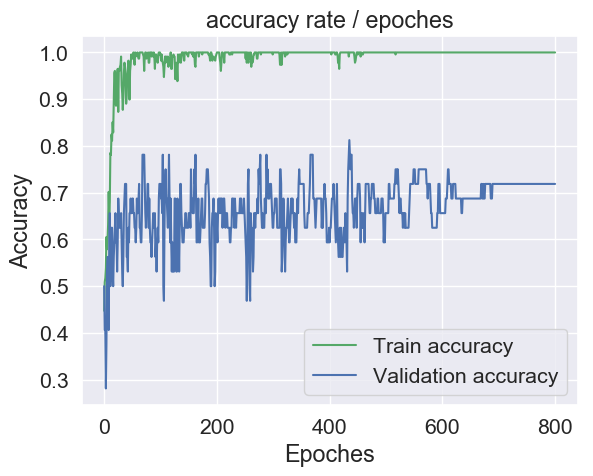 accuracy rate / epoches
1.0
0.9
0.8
0.7
0.6
0.5
0.4
0.3
Accuracy
Train accuracy
Validation accuracy
0
200
400
600
800
Epoches